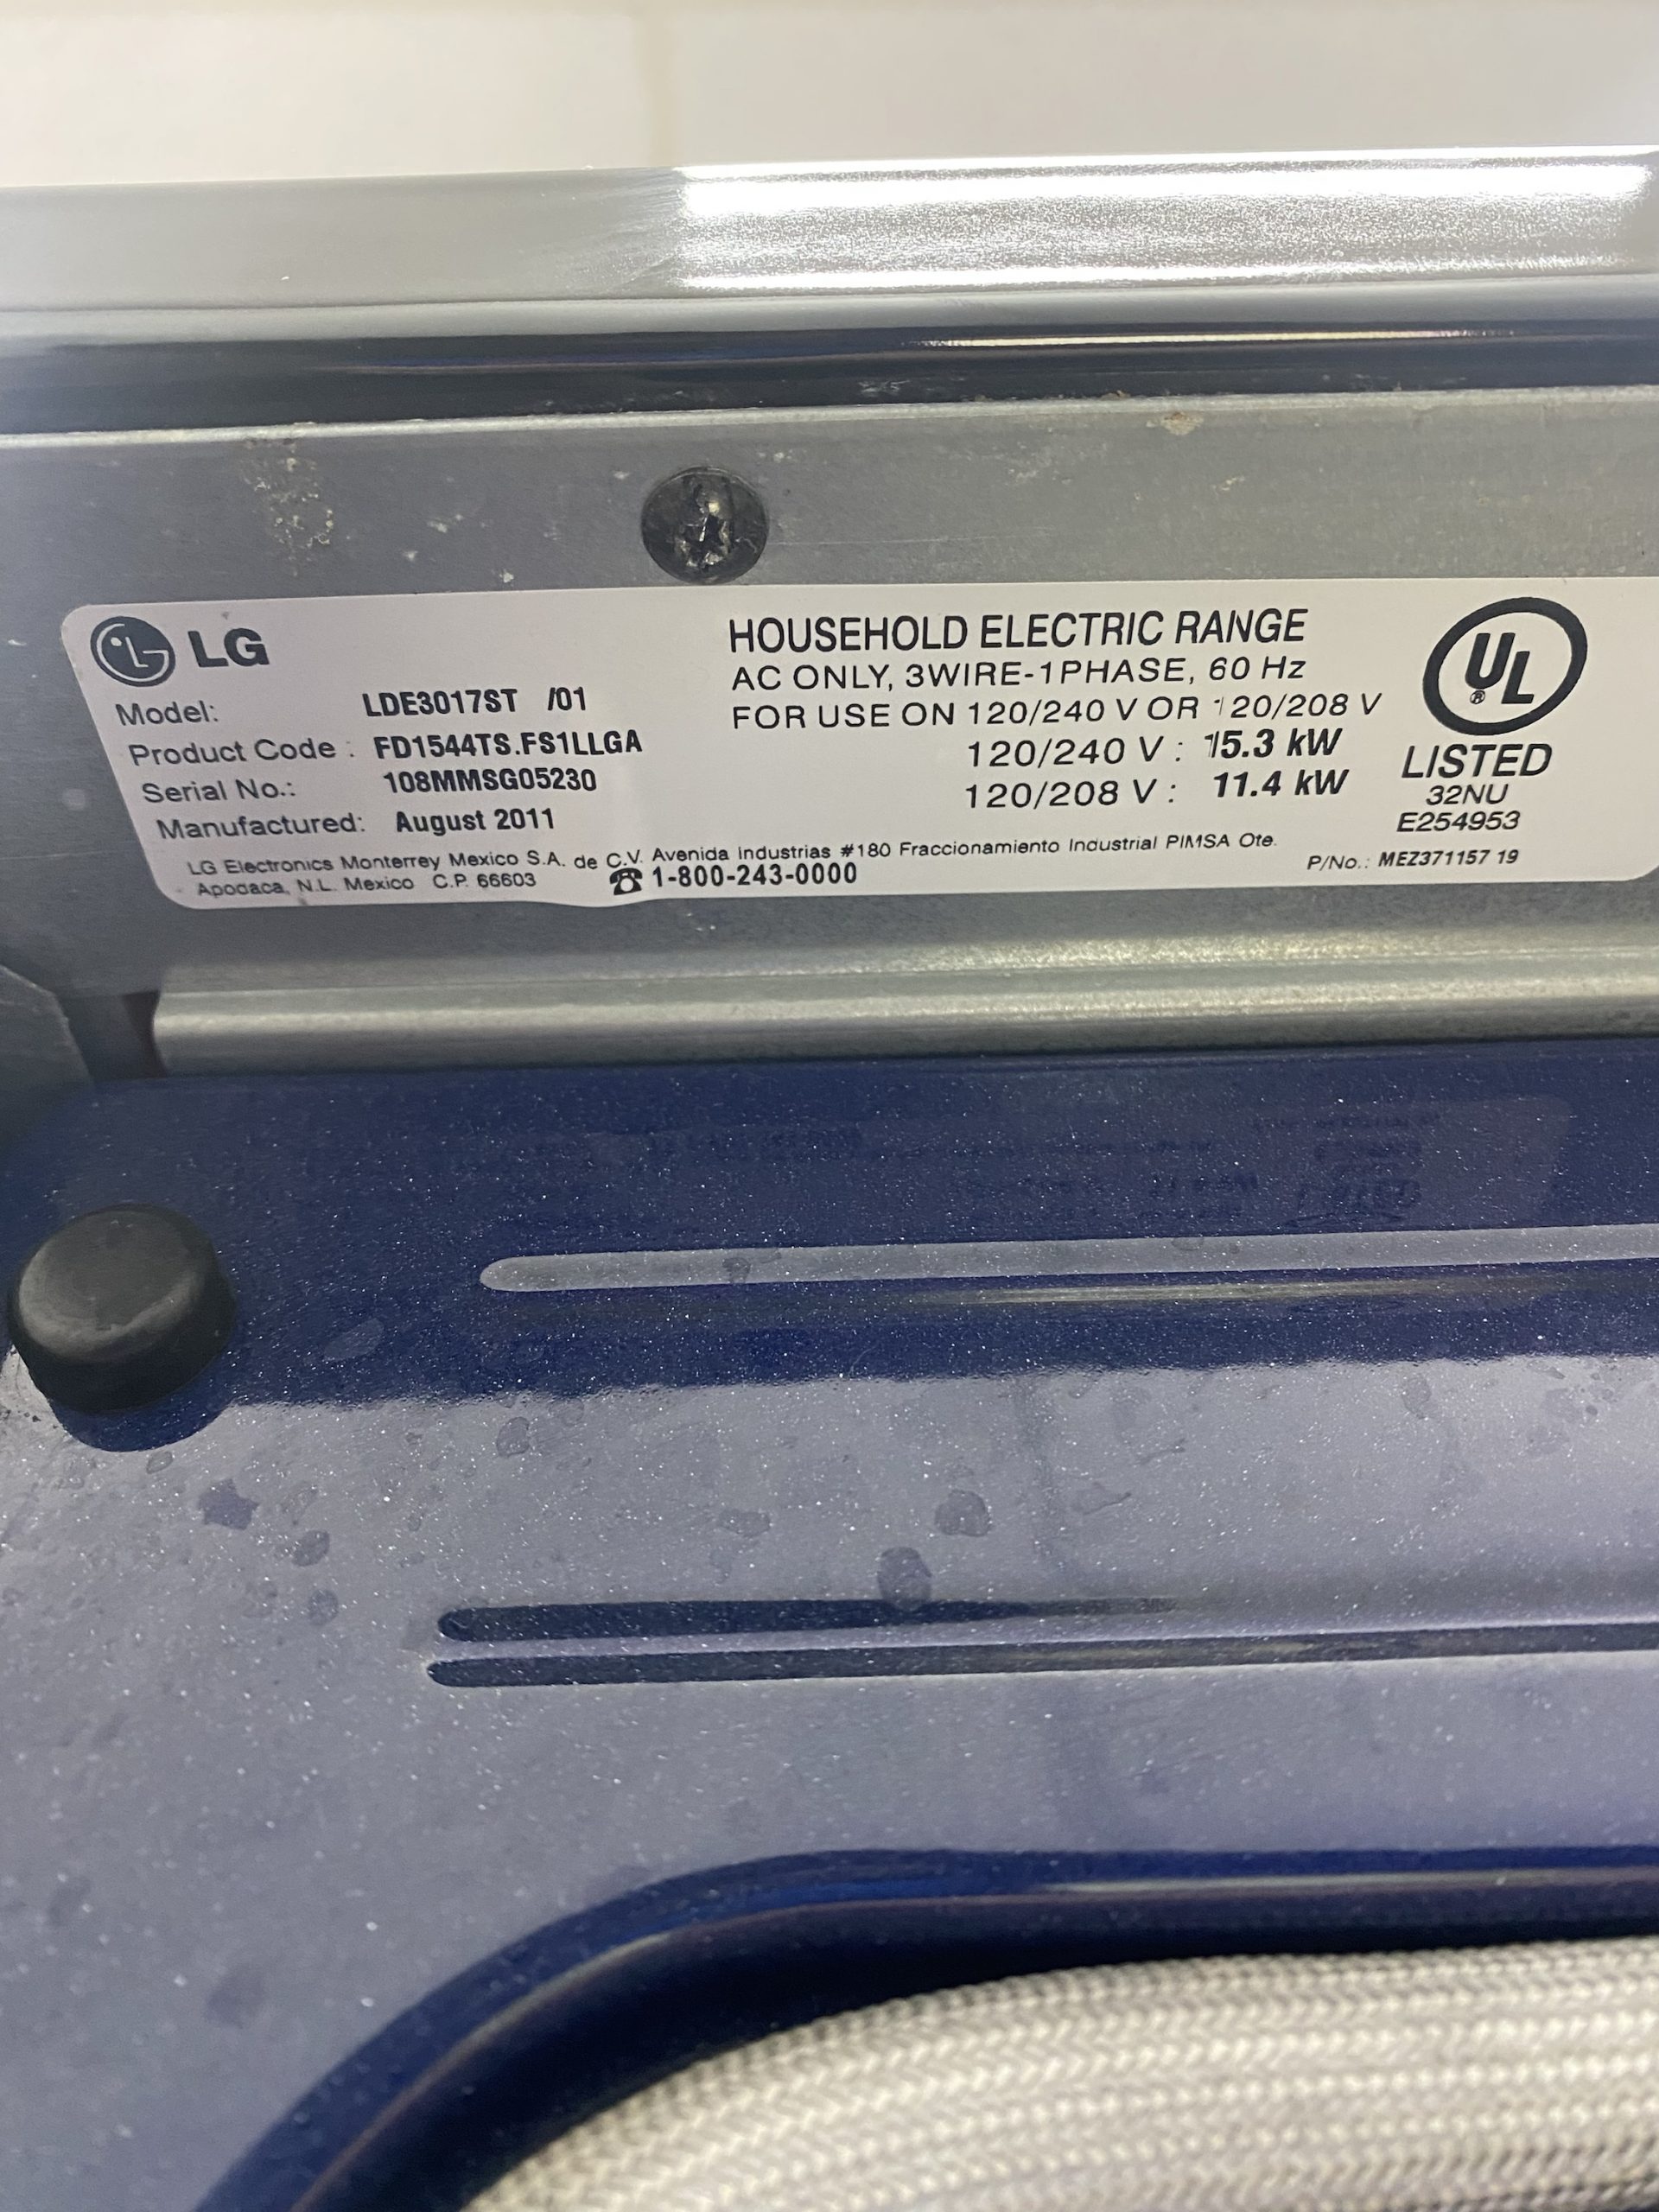 LG
Model: LDE3017ST /01
Product Code : FD1544TS.FS1LLGA
Serial No.: 108MMSG05230
Manufactured: August 2011
HOUSEHOLD ELECTRIC RANGE
AC ONLY, 3WIRE-1PHASE, 60 Hz
FOR USE ON 120/240 V OR 120/208 V
120/240 V : 15.3 kW
120/208 V : 11.4 kW
UL
®
LISTED
32NU
E254953
LG Electronics Monterrey Mexico S.A. de C.V. Avenida Industrias #180 Fraccionamiento Industrial PIMSA Ote.
Apodaca, N.L. Mexico C.P. 66603 ☎ 1-800-243-0000
P/No.: MEZ371157 19